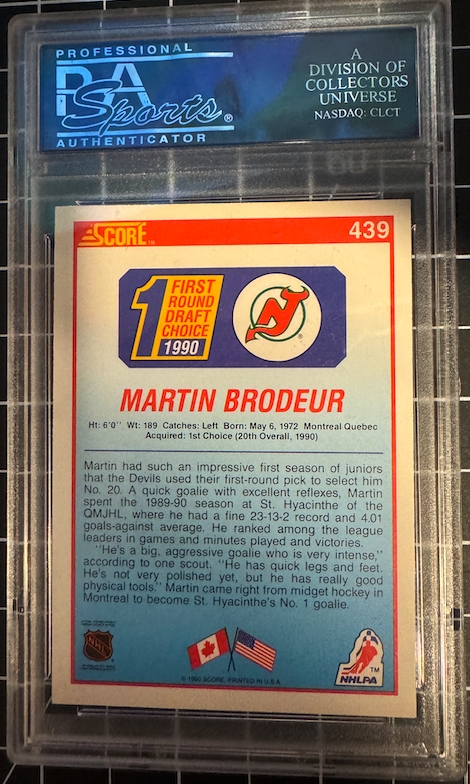 PROFESSIONAL
PSA
Sports®
AUTHENTICATOR
A
DIVISION OF
COLLECTORS
UNIVERSE
NASDAQ: CLCT
SCORE™
439
1 FIRST
ROUND
DRAFT
CHOICE
1990
NJ
MARTIN BRODEUR
Ht: 6'0" Wt: 189 Catches: Left Born: May 6, 1972 Montreal Quebec
Acquired: 1st Choice (20th Overall, 1990)
Martin had such an impressive first season of juniors
that the Devils used their first-round pick to select him
No. 20. A quick goalie with excellent reflexes, Martin
spent the 1989-90 season at St. Hyacinthe of the
QMJHL, where he had a fine 23-13-2 record and 4.01
goals-against average. He ranked among the league
leaders in games and minutes played and victories.
"He's a big, aggressive goalie who is very intense,"
according to one scout. "He has quick legs and feet.
He's not very polished yet, but he has really good
physical tools." Martin came right from midget hockey in
Montreal to become St. Hyacinthe's No. 1 goalie.
NHL
NHLPA
TM
© 1990 SCORE, PRINTED IN U.S.A.